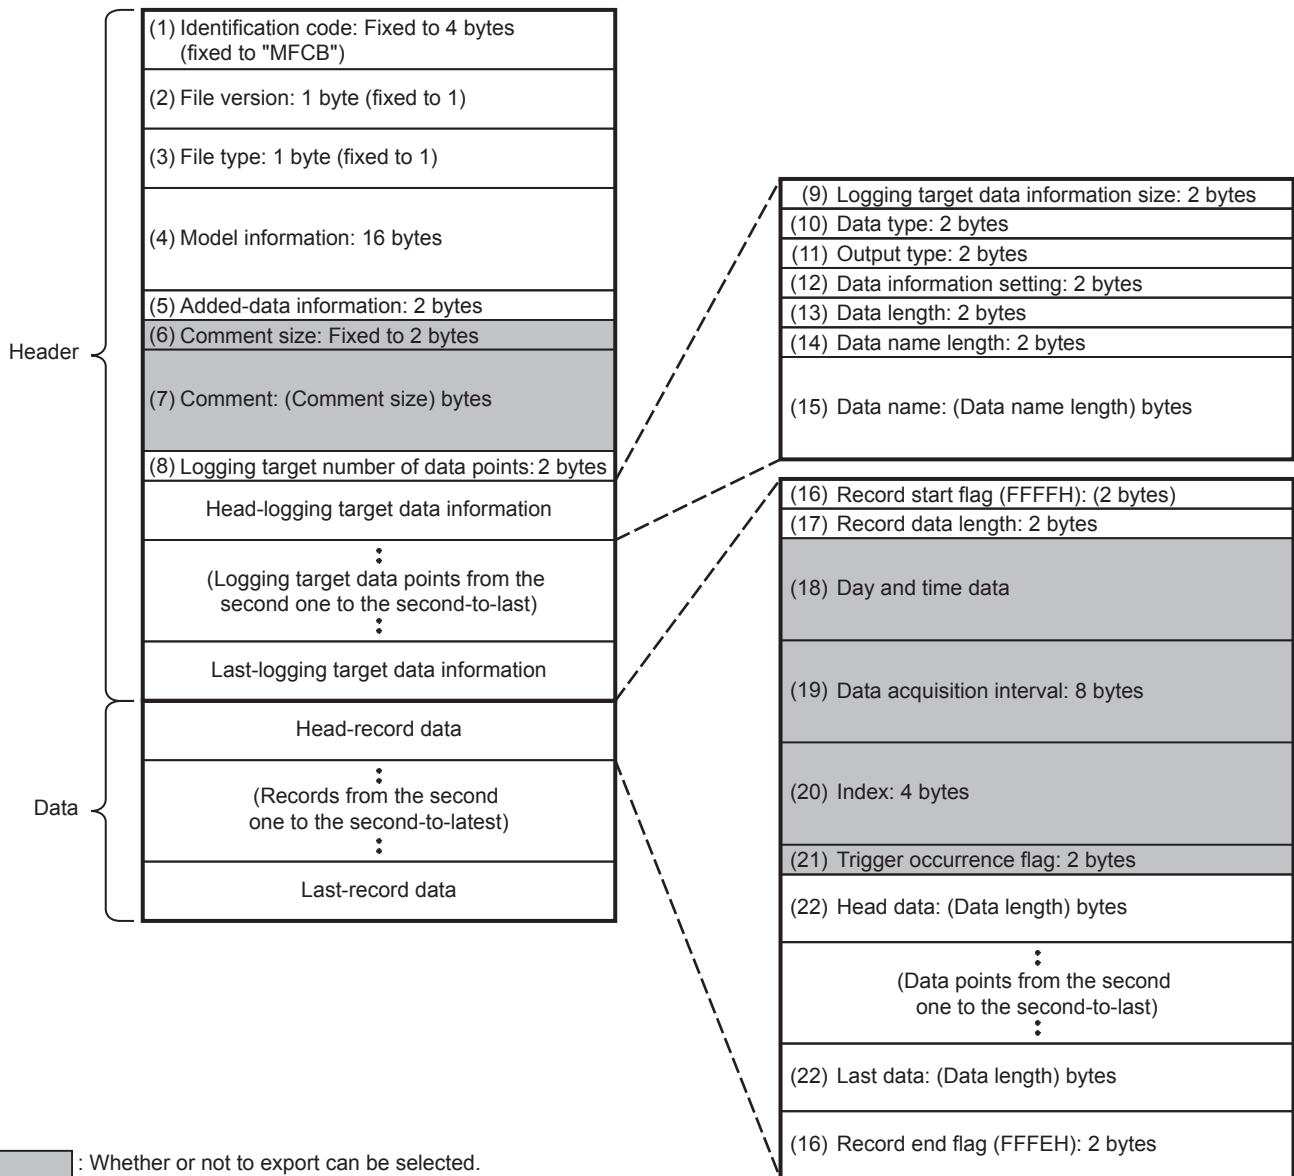 (1) Identification code: Fixed to 4 bytes
(fixed to "MFCB")
(2) File version: 1 byte (fixed to 1)
(3) File type: 1 byte (fixed to 1)
(4) Model information: 16 bytes
(5) Added-data information: 2 bytes
(6) Comment size: Fixed to 2 bytes
Header
(7) Comment: (Comment size) bytes
(8) Logging target number of data points: 2 bytes
Head-logging target data information
(Logging target data points from the
second one to the second-to-last)
Last-logging target data information
Head-record data
Data
(Records from the second
one to the second-to-latest)
Last-record data
(9) Logging target data information size: 2 bytes
(10) Data type: 2 bytes
(11) Output type: 2 bytes
(12) Data information setting: 2 bytes
(13) Data length: 2 bytes
(14) Data name length: 2 bytes
(15) Data name: (Data name length) bytes
(16) Record start flag (FFFFH): (2 bytes)
(17) Record data length: 2 bytes
(18) Day and time data
(19) Data acquisition interval: 8 bytes
(20) Index: 4 bytes
(21) Trigger occurrence flag: 2 bytes
(22) Head data: (Data length) bytes
(Data points from the second
one to the second-to-last)
(22) Last data: (Data length) bytes
(16) Record end flag (FFFEH): 2 bytes
: Whether or not to export can be selected.